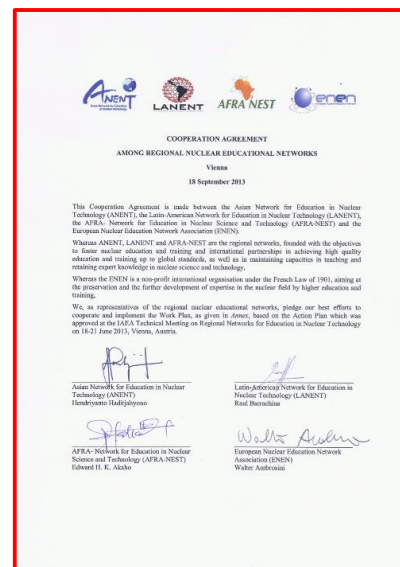 ANENT
LANENT
AFRA NEST
enen
COOPERATION AGREEMENT
AMONG REGIONAL NUCLEAR EDUCATIONAL NETWORKS
Vienna
18 September 2013
This Cooperation Agreement is made between the Asian Network for Education in Nuclear
Technology (ANENT), the Latin-American Network for Education in Nuclear Technology (LANENT),
the AFRA- Network for Education in Nuclear Science and Technology (AFRA-NEST) and the
European Nuclear Education Network Association (ENEN).
Whereas ANENT, LANENT and AFRA-NEST are the regional networks, founded with the objectives
to foster nuclear education and training and international partnerships in achieving high quality
education and training up to global standards, as well as in maintaining capacities in teaching and
retaining expert knowledge in nuclear science and technology,
Whereas the ENEN is a non-profit international organisation under the French Law of 1901, aiming at
the preservation and the further development of expertise in the nuclear field by higher education and
training,
We, as representatives of the regional nuclear educational networks, pledge our best efforts to
cooperate and implement the Work Plan, as given in Annex, based on the Action Plan which was
approved at the IAEA Technical Meeting on Regional Networks for Education in Nuclear Technology
on 18-21 June 2013, Vienna, Austria.
Asian Network for Education in Nuclear
Technology (ANENT)
Hendriyanto Haditjahyono
Latin-American Network for Education in
Nuclear Technology (LANENT)
Raul Barrachina
AFRA- Network for Education in Nuclear
Science and Technology (AFRA-NEST)
Edward H. K. Akaho
European Nuclear Education Network
Association (ENEN)
Walter Ambrosini